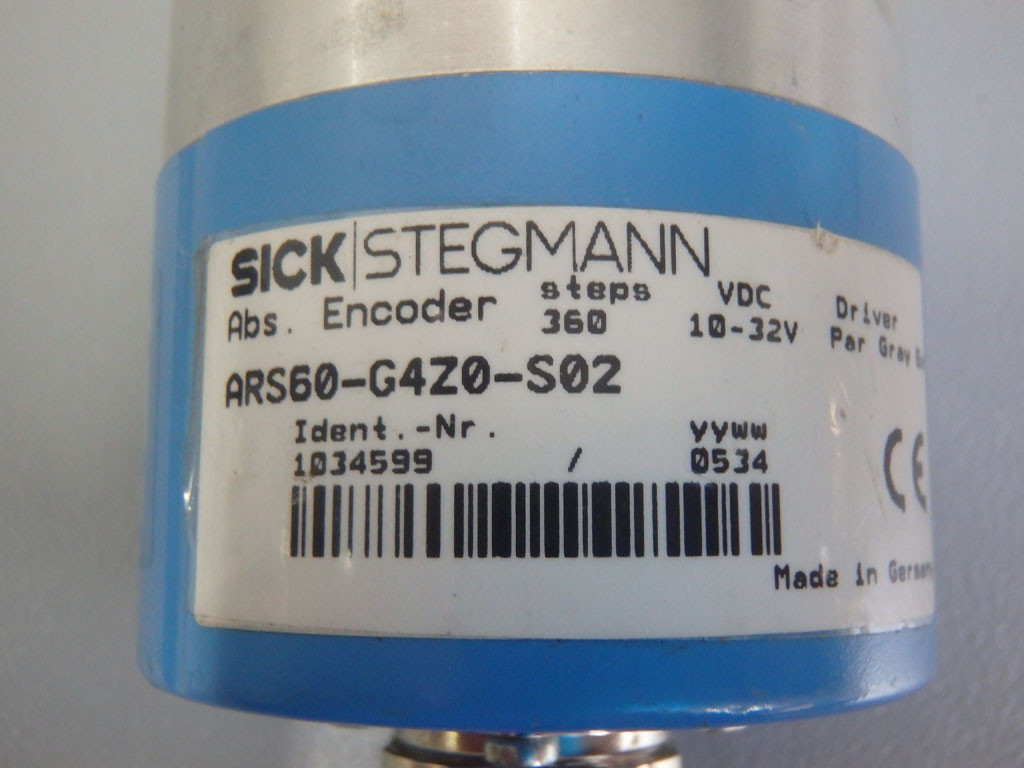 SICK|STEGMANN
Abs. Encoder steps VDC Driver
360 10-32V Par Gray
ARS60-G4Z0-S02
Ident.-Nr. yyww
1034599 / 0534
CE
Made in